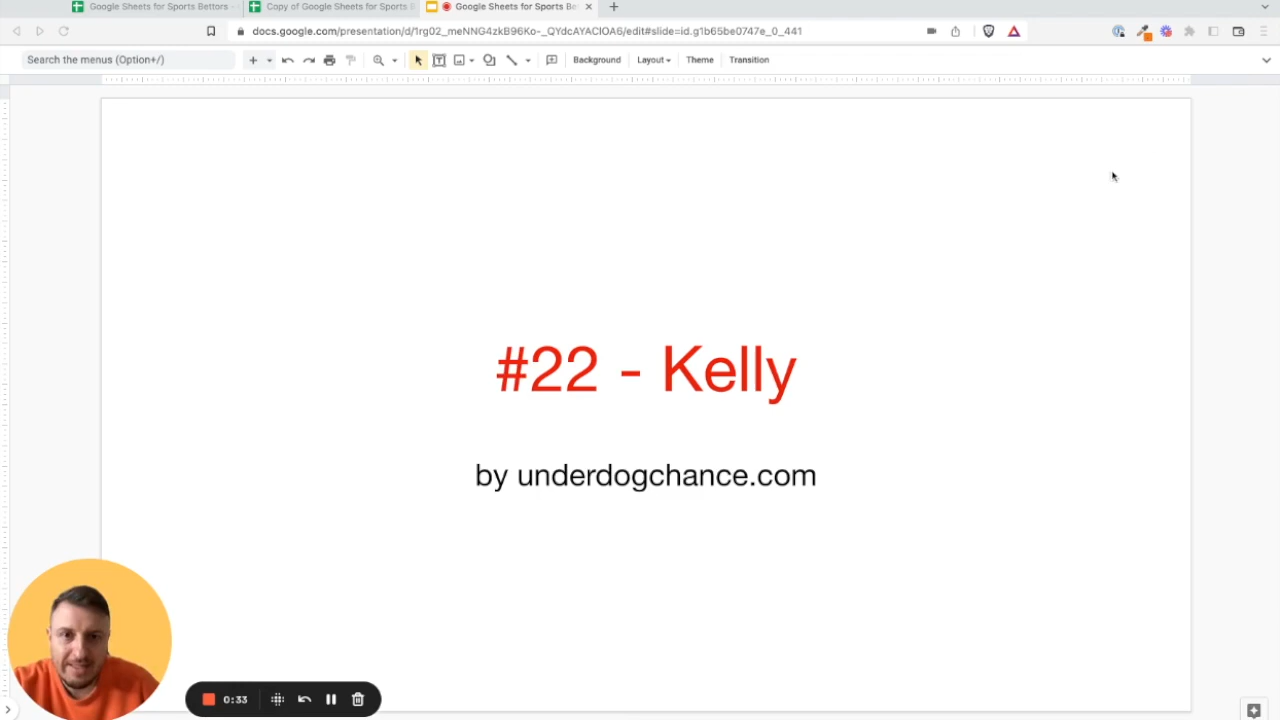 Google Sheets for Sports Bettors
Copy of Google Sheets for Sports B
Google Sheets for Sports Be
docs.google.com/presentation/d/1rg02_meNNG4zkB96Ko-_QYdcAYACIOA6/edit#slide=id.g1b65be0747e_0_441
Search the menus (Option+/)
Background
Layout
Theme
Transition
#22 - Kelly
by underdogchance.com
0:33